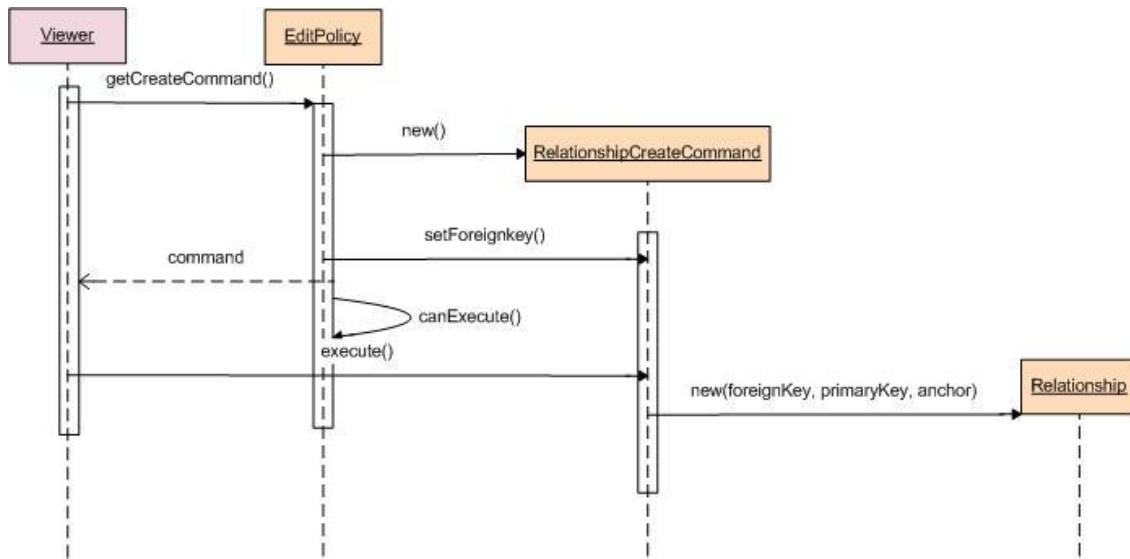 Viewer
EditPolicy
getCreateCommand()
new()
RelationshipCreateCommand
setForeignkey()
command
canExecute()
execute()
new(foreignKey, primaryKey, anchor)
Relationship